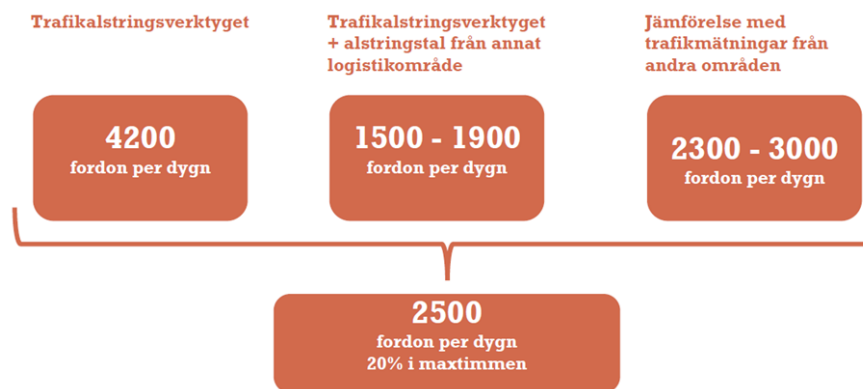 Trafikalstringsverktyget
4200
fordon per dygn
Trafikalstringsverktyget
+ alstringstal från annat
logistikområde
1500 - 1900
fordon per dygn
Jämförelse med
trafikmätningar från
andra områden
2300 - 3000
fordon per dygn
2500
fordon per dygn
20% i maxtimmen